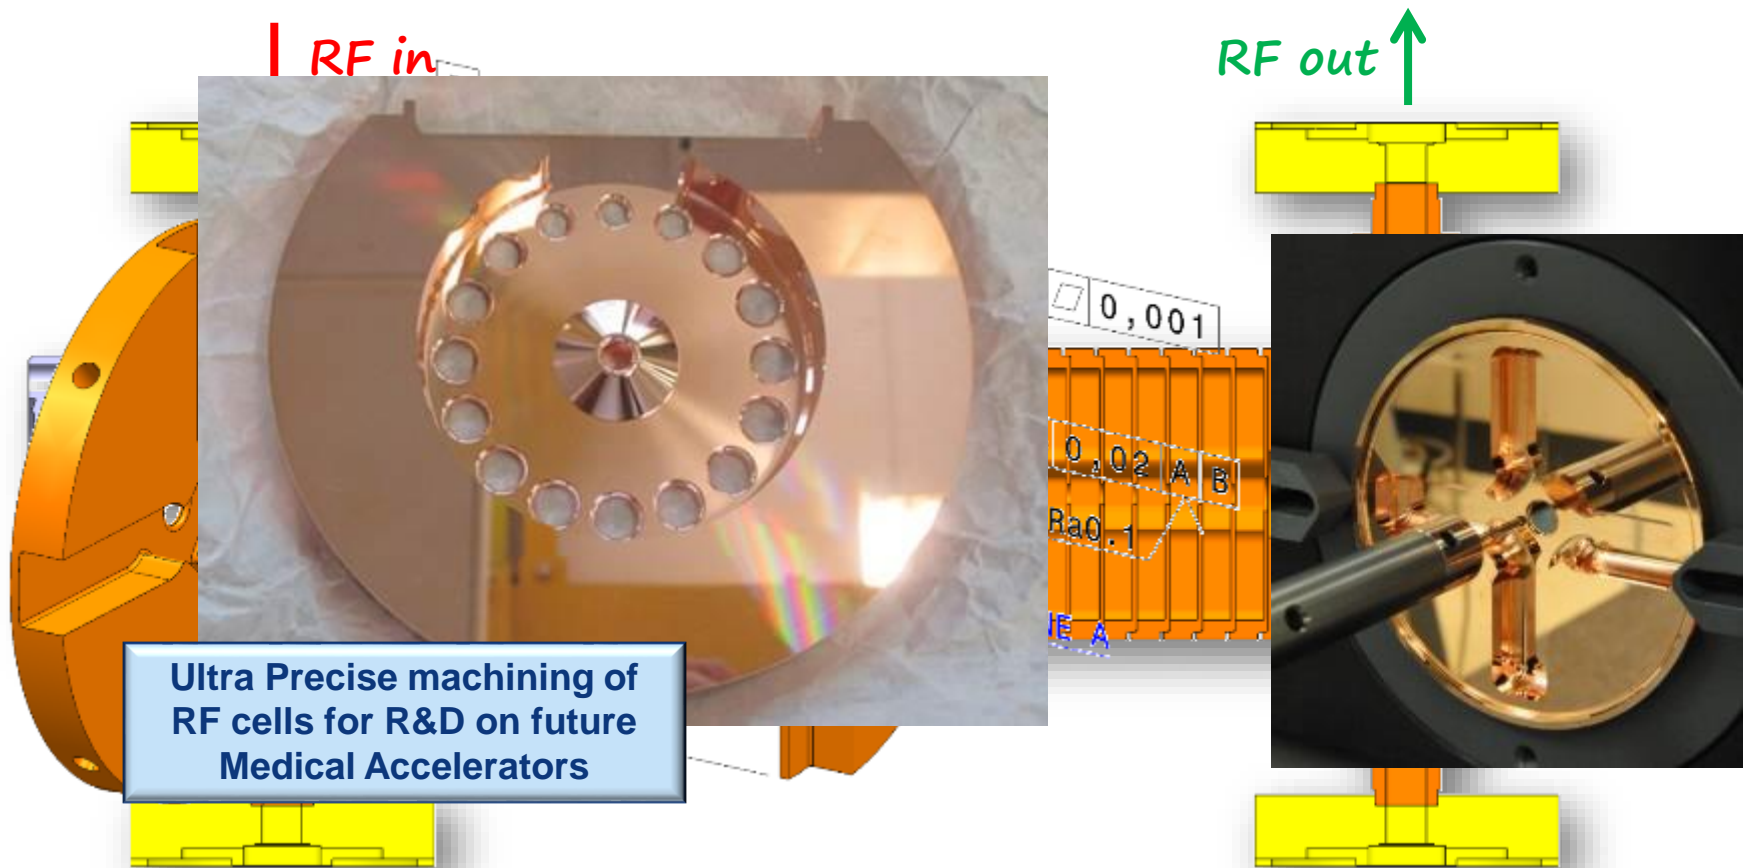 RF in
RF out
0,001
0,02 A B
Ra0.1
A
Ultra Precise machining of
RF cells for R&D on future
Medical Accelerators